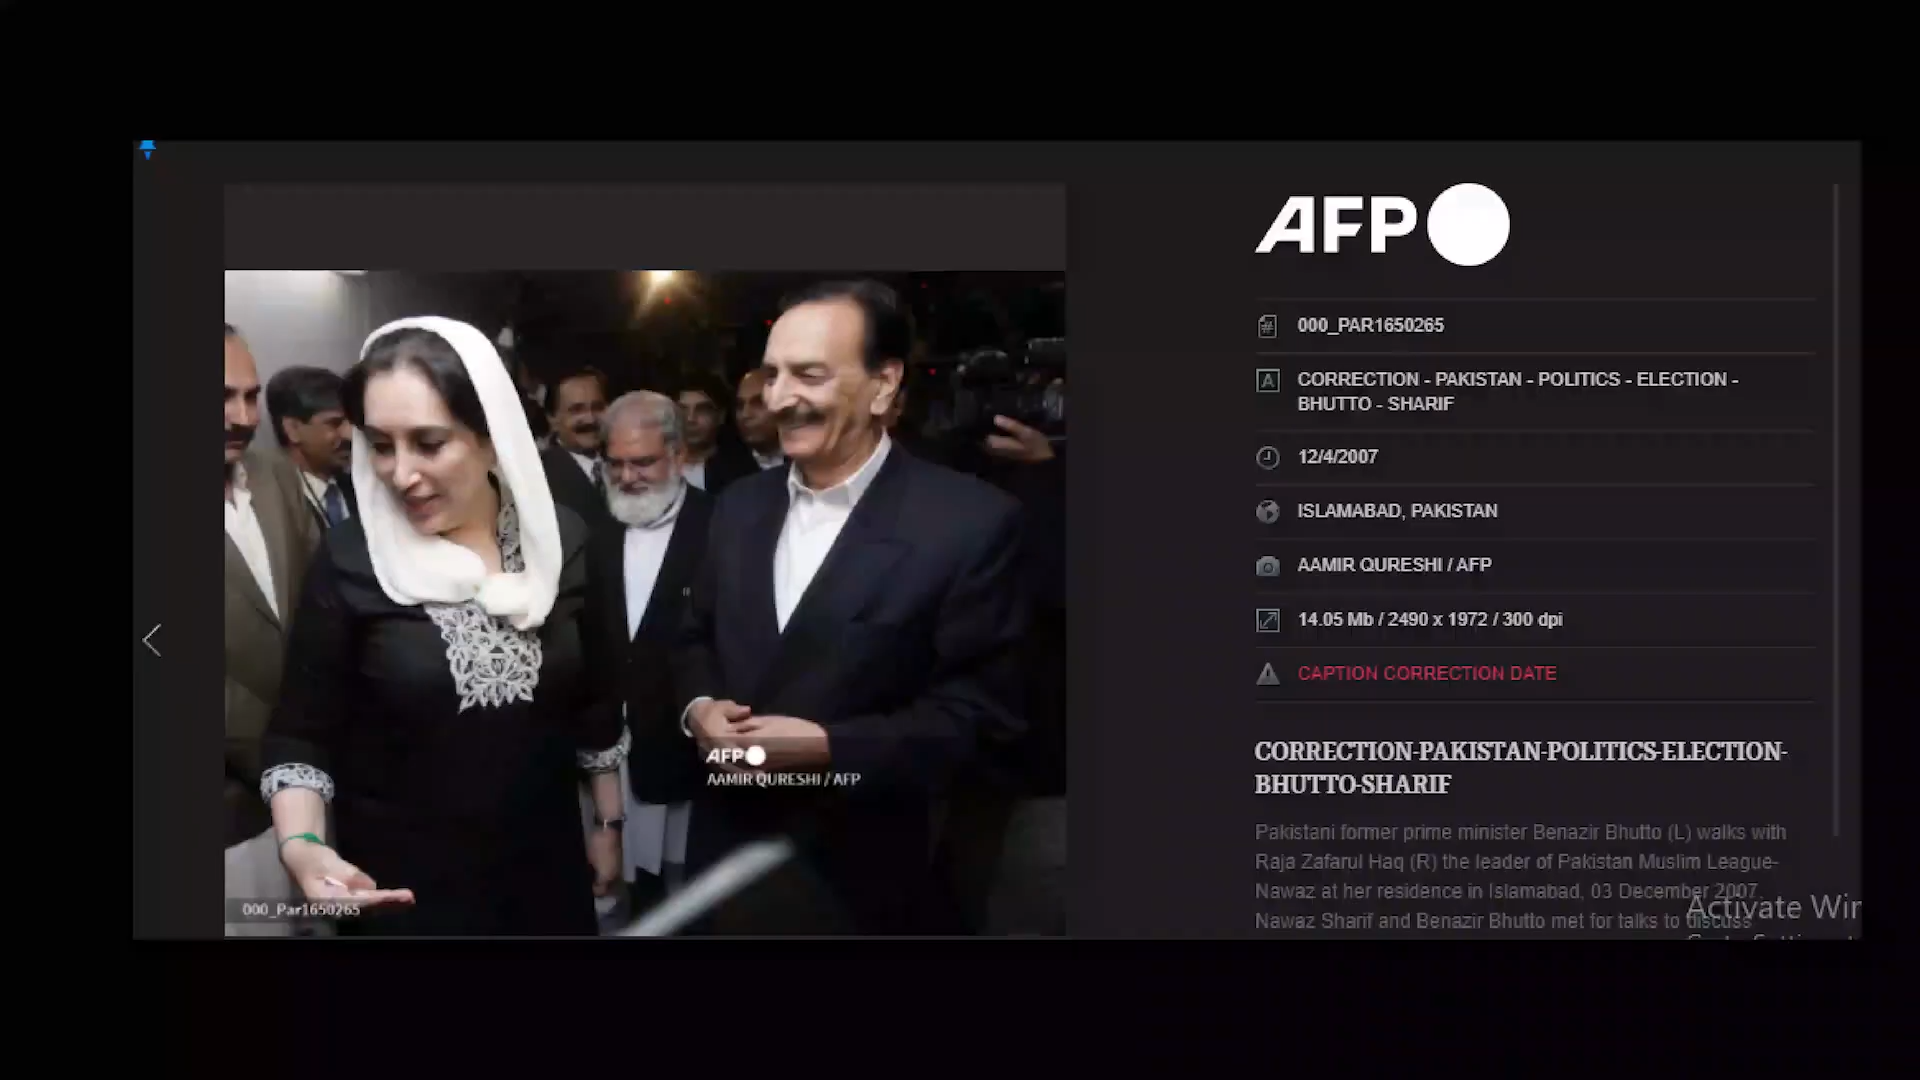 AFP
000_PAR1650265
CORRECTION - PAKISTAN - POLITICS - ELECTION -
BHUTTO - SHARIF
12/4/2007
ISLAMABAD, PAKISTAN
AAMIR QURESHI / AFP
14.05 Mb / 2490 x 1972 / 300 dpi
CAPTION CORRECTION DATE
CORRECTION-PAKISTAN-POLITICS-ELECTION-
BHUTTO-SHARIF
Pakistani former prime minister Benazir Bhutto (L) walks with
Raja Zafarul Haq (R) the leader of Pakistan Muslim League-
Nawaz at her residence in Islamabad, 03 December 2007.
Nawaz Sharif and Benazir Bhutto met for talks to discuss
Activate Wir
AFP
AAMIR QURESHI / AFP
000_Par1650265